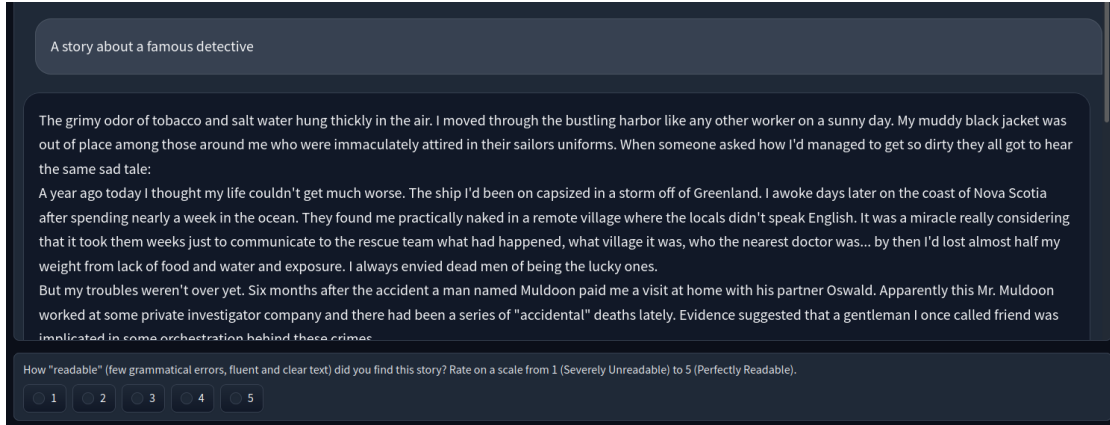 A story about a famous detective
The grimy odor of tobacco and salt water hung thickly in the air. I moved through the bustling harbor like any other worker on a sunny day. My muddy black jacket was
out of place among those around me who were immaculately attired in their sailors uniforms. When someone asked how I'd managed to get so dirty they all got to hear
the same sad tale:
A year ago today I thought my life couldn't get much worse. The ship I'd been on capsized in a storm off of Greenland. I awoke days later on the coast of Nova Scotia
after spending nearly a week in the ocean. They found me practically naked in a remote village where the locals didn't speak English. It was a miracle really considering
that it took them weeks just to communicate to the rescue team what had happened, what village it was, who the nearest doctor was... by then I'd lost almost half my
weight from lack of food and water and exposure. I always envied dead men of being the lucky ones.
But my troubles weren't over yet. Six months after the accident a man named Muldoon paid me a visit at home with his partner Oswald. Apparently this Mr. Muldoon
worked at some private investigator company and there had been a series of "accidental" deaths lately. Evidence suggested that a gentleman I once called friend was
implicated in some orchestration behind these crimes.
How "readable" (few grammatical errors, fluent and clear text) did you find this story? Rate on a scale from 1 (Severely Unreadable) to 5 (Perfectly Readable).
1 2 3 4 5